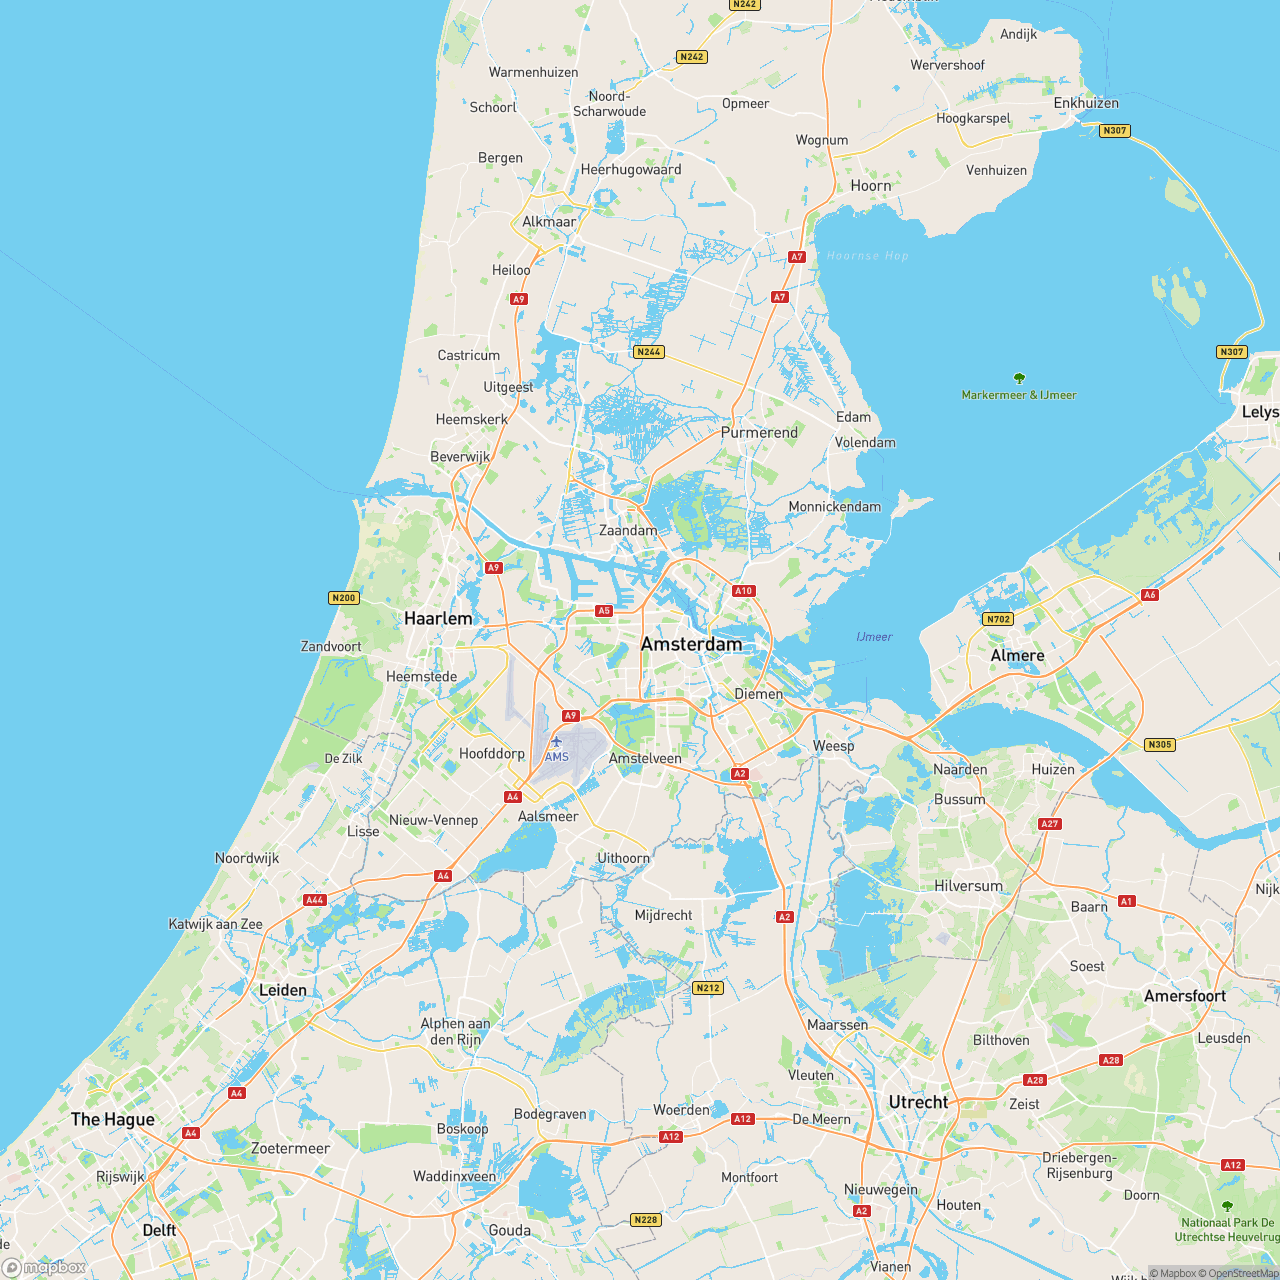 N242
Andijk
N242
Wervershoof
Warmenhuizen
Noord-
Scharwoude
Opmeer
Enkhuizen
Schoorl
Hoogkarspel
N307
Wognum
Bergen
Heerhugowaard
Venhuizen
Hoorn
Alkmaar
A7
Hoornse Hop
Heiloo
A9
A7
N244
N307
Castricum
Markermeer & IJmeer
Uitgeest
Lelys
Heemskerk
Edam
Purmerend
Volendam
Beverwijk
Monnickendam
Zaandam
A9
A10
A6
N200
A5
Haarlem
N702
IJmeer
Zandvoort
Amsterdam
Almere
Heemstede
Diemen
A9
Weesp
N305
Hoofddorp
AMS
De Zilk
Amstelveen
A2
Naarden
Huizen
A4
Bussum
Nieuw-Vennep
Aalsmeer
A27
Lisse
Noordwijk
Uithoorn
A4
Hilversum
Nijk
A44
A1
Baarn
Mijdrecht
A2
Katwijk aan Zee
Soest
Leiden
N212
Amersfoort
Alphen aan
den Rijn
Maarssen
Bilthoven
Leusden
A28
Vleuten
A28
A4
Utrecht
Zeist
The Hague
Bodegraven
Woerden
A12
De Meern
A4
Boskoop
A12
Zoetermeer
Driebergen-
Rijsenburg
A12
Rijswijk
Waddinxveen
Montfoort
Nieuwegein
Doorn
Houten
A2
N228
Nationaal Park De
Utrechtse Heuvelrug
Delft
Gouda
de
Vianen
mapbox
© Mapbox © OpenStreetMap